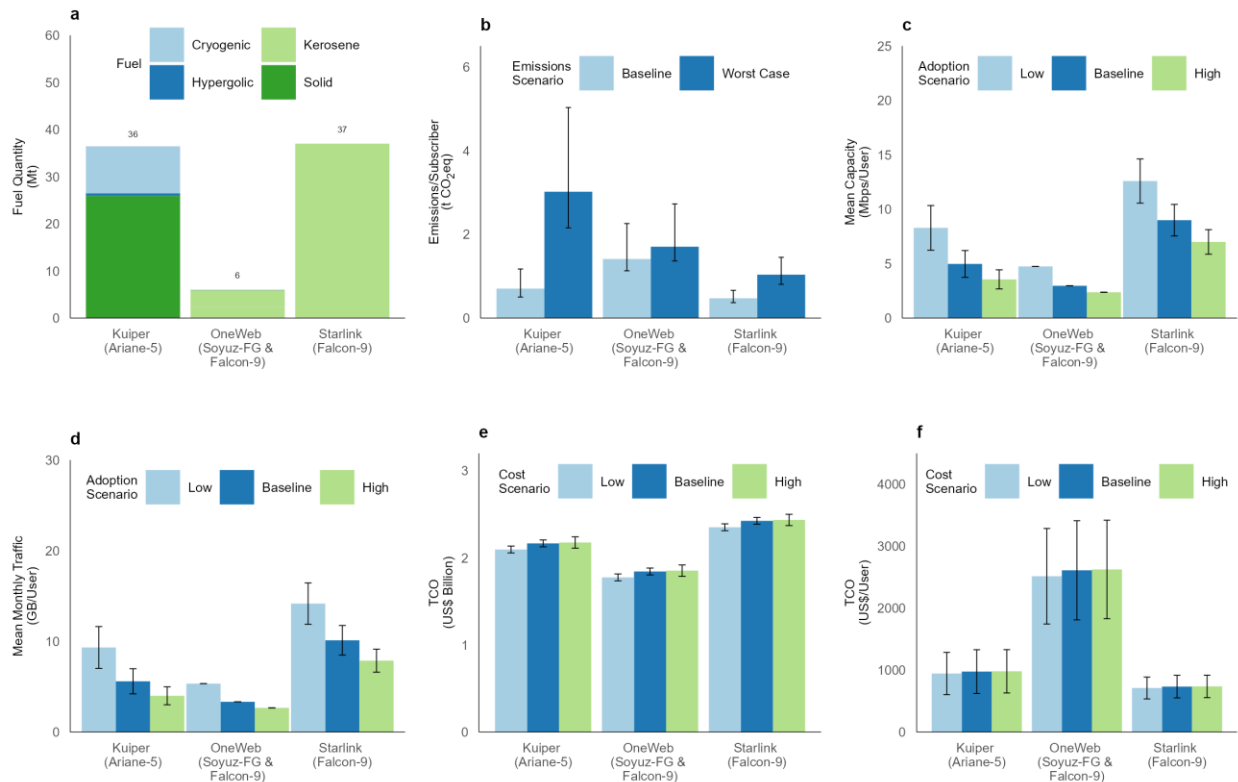 a
Fuel Quantity
(Mt)
60
50
40
30
20
10
0
Fuel
Cryogenic
Kerosene
Hypergolic
Solid
36
6
37
Kuiper
(Ariane-5)
OneWeb
(Soyuz-FG &
Falcon-9)
Starlink
(Falcon-9)
b
Emissions/Subscriber
(t CO₂eq)
6
4
2
0
Emissions
Scenario
Baseline
Worst Case
Kuiper
(Ariane-5)
OneWeb
(Soyuz-FG &
Falcon-9)
Starlink
(Falcon-9)
c
Mean Capacity
(Mbps/User)
25
20
15
10
5
0
Adoption
Scenario
Low
Baseline
High
Kuiper
(Ariane-5)
OneWeb
(Soyuz-FG &
Falcon-9)
Starlink
(Falcon-9)
d
Mean Monthly Traffic
(GB/User)
30
20
10
0
Adoption
Scenario
Low
Baseline
High
Kuiper
(Ariane-5)
OneWeb
(Soyuz-FG &
Falcon-9)
Starlink
(Falcon-9)
e
TCO
(US$ Billion)
3
2
1
0
Cost
Scenario
Low
Baseline
High
Kuiper
(Ariane-5)
OneWeb
(Soyuz-FG &
Falcon-9)
Starlink
(Falcon-9)
f
TCO
(US$/User)
4000
3000
2000
1000
0
Cost
Scenario
Low
Baseline
High
Kuiper
(Ariane-5)
OneWeb
(Soyuz-FG &
Falcon-9)
Starlink
(Falcon-9)